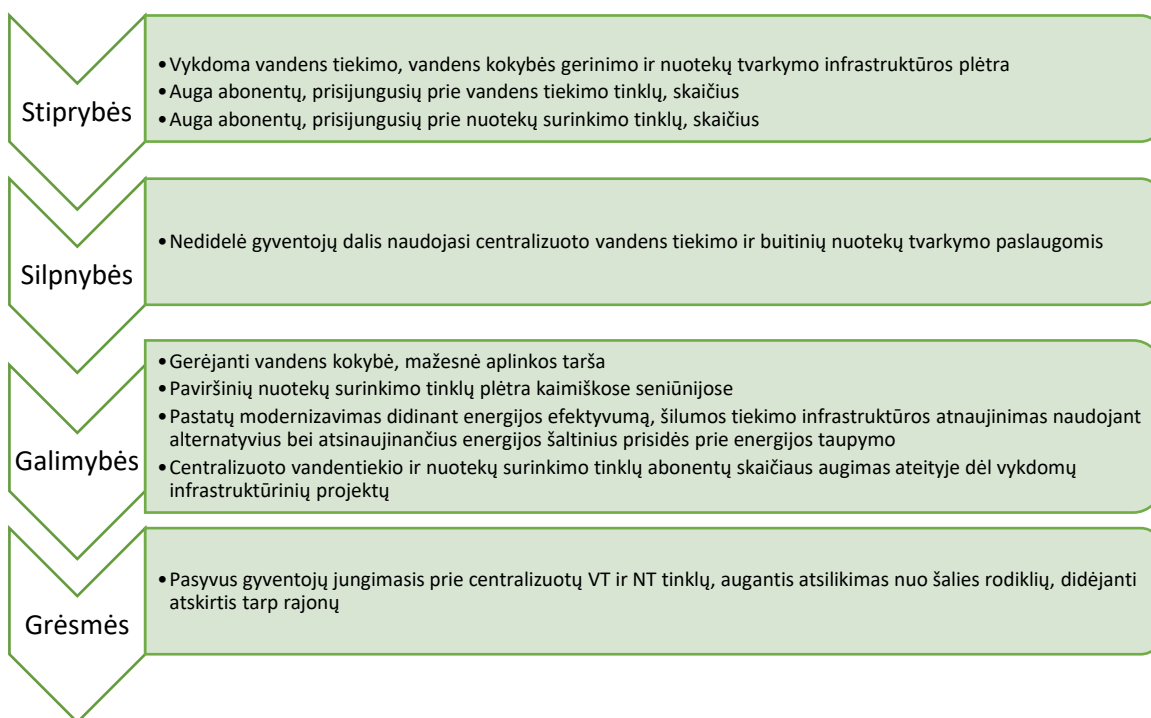 Stiprybės
•Vykdoma vandens tiekimo, vandens kokybės gerinimo ir nuotekų tvarkymo infrastruktūros plėtra
•Auga abonentų, prisijungusių prie vandens tiekimo tinklų, skaičius
•Auga abonentų, prisijungusių prie nuotekų surinkimo tinklų, skaičius
Silpnybės
•Nedidelė gyventojų dalis naudojasi centralizuoto vandens tiekimo ir buitinių nuotekų tvarkymo paslaugomis
Galimybės
•Gerėjanti vandens kokybė, mažesnė aplinkos tarša
•Paviršinių nuotekų surinkimo tinklų plėtra kaimiškose seniūnijose
•Pastatų modernizavimas didinant energijos efektyvumą, šilumos tiekimo infrastruktūros atnaujinimas naudojant
alternatyvius bei atsinaujinančius energijos šaltinius prisidės prie energijos taupymo
•Centralizuoto vandentiekio ir nuotekų surinkimo tinklų abonentų skaičiaus augimas ateityje dėl vykdomų
infrastruktūrinių projektų
Grėsmės
•Pasyvus gyventojų jungimasis prie centralizuotų VT ir NT tinklų, augantis atsilikimas nuo šalies rodiklių, didėjanti
atskirtis tarp rajonų